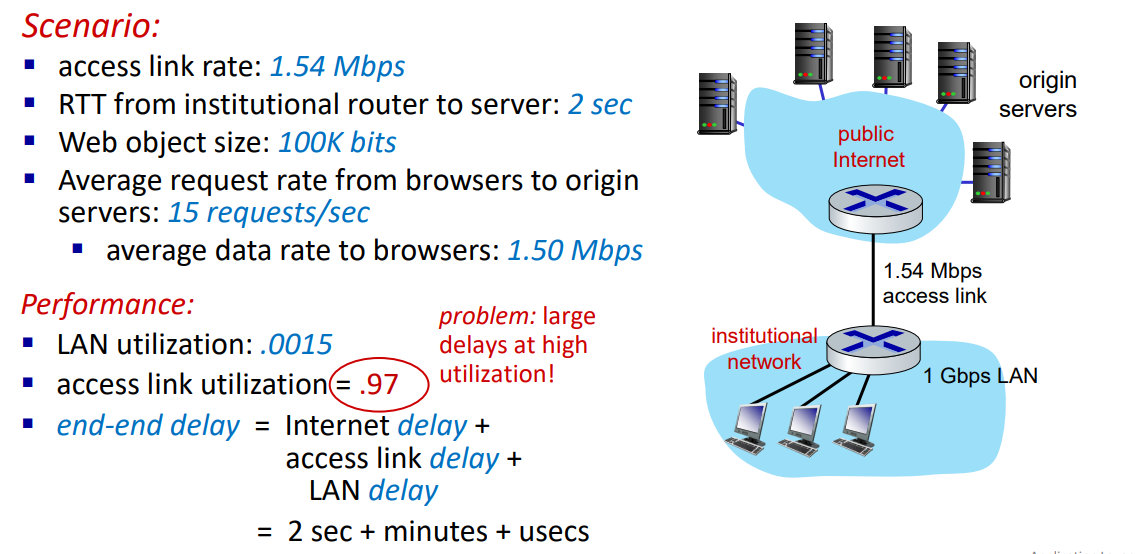 Scenario:
▪ access link rate: 1.54 Mbps
▪ RTT from institutional router to server: 2 sec
▪ Web object size: 100K bits
▪ Average request rate from browsers to origin
servers: 15 requests/sec
▪ average data rate to browsers: 1.50 Mbps
Performance:
▪ LAN utilization: .0015
▪ access link utilization = .97
▪ end-end delay = Internet delay +
access link delay +
LAN delay
= 2 sec + minutes + usecs
problem: large
delays at high
utilization!
origin
servers
public
Internet
1.54 Mbps
access link
institutional
network
1 Gbps LAN